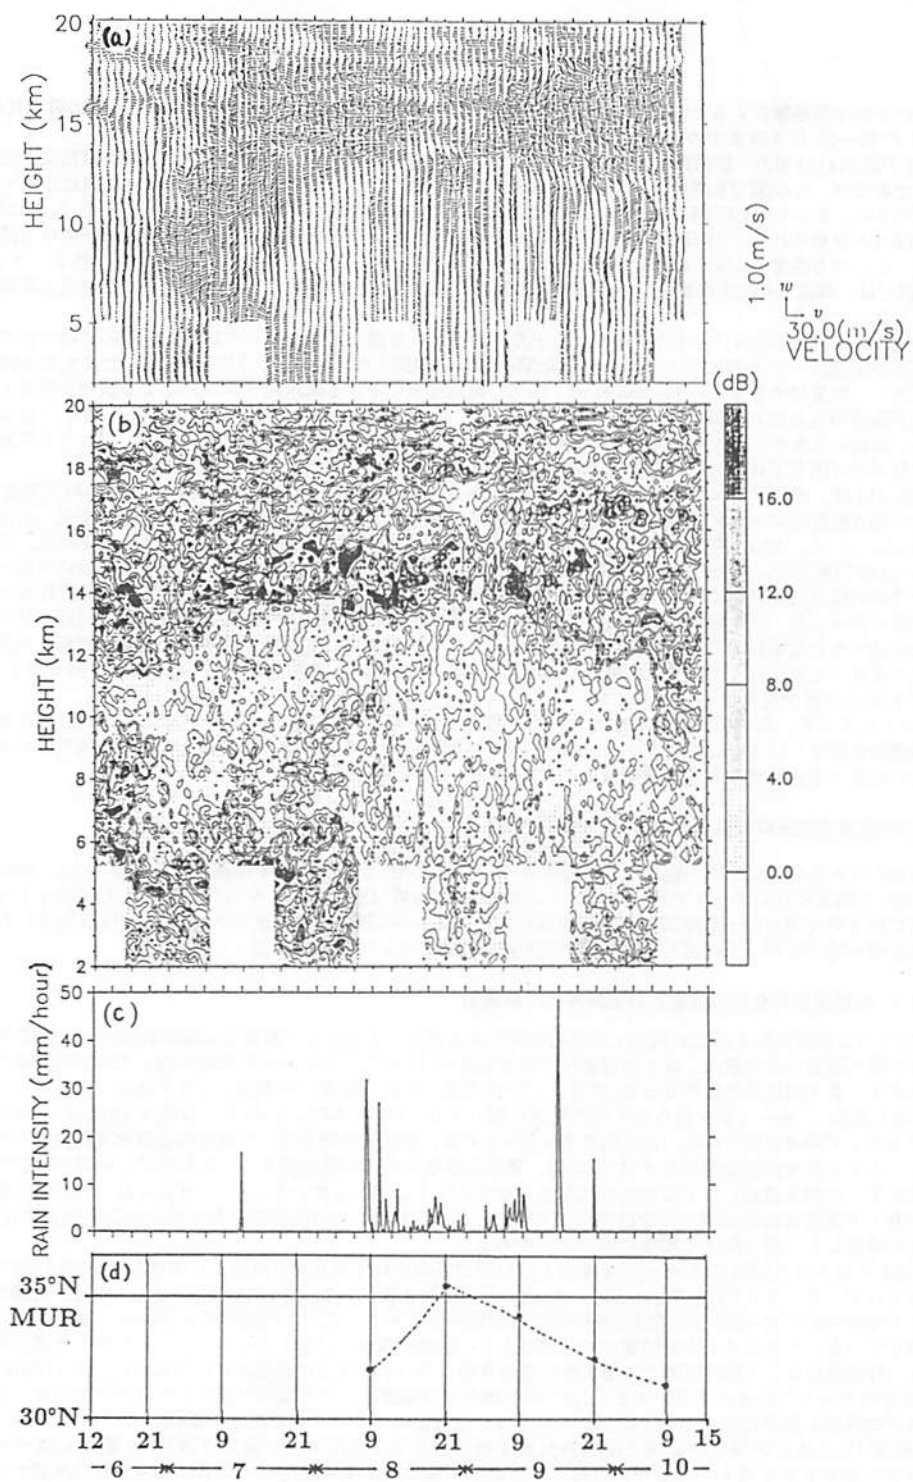 (a)
20
15
10
5
HEIGHT (km)
1.0(m/s)
w
v
30.0(m/s)
VELOCITY
(dB)
(b)
20
18
16
14
12
10
8
6
4
2
HEIGHT (km)
16.0
12.0
8.0
4.0
0.0
(c)
50
40
30
20
10
0
RAIN INTENSITY (mm/hour)
(d)
35°N
MUR
30°N
12 21 9 21 9 21 9 21 9 15
6 7 8 9 10